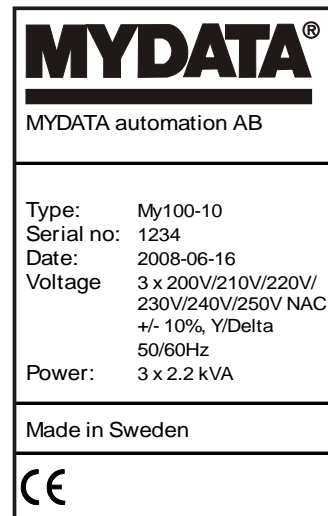 MYDATA®
MYDATA automation AB
Type: My100-10
Serial no: 1234
Date: 2008-06-16
Voltage 3 x 200V/210V/220V/
230V/240V/250V NAC
+/- 10%, Y/Delta
50/60Hz
Power: 3 x 2.2 kVA
Made in Sweden
CE